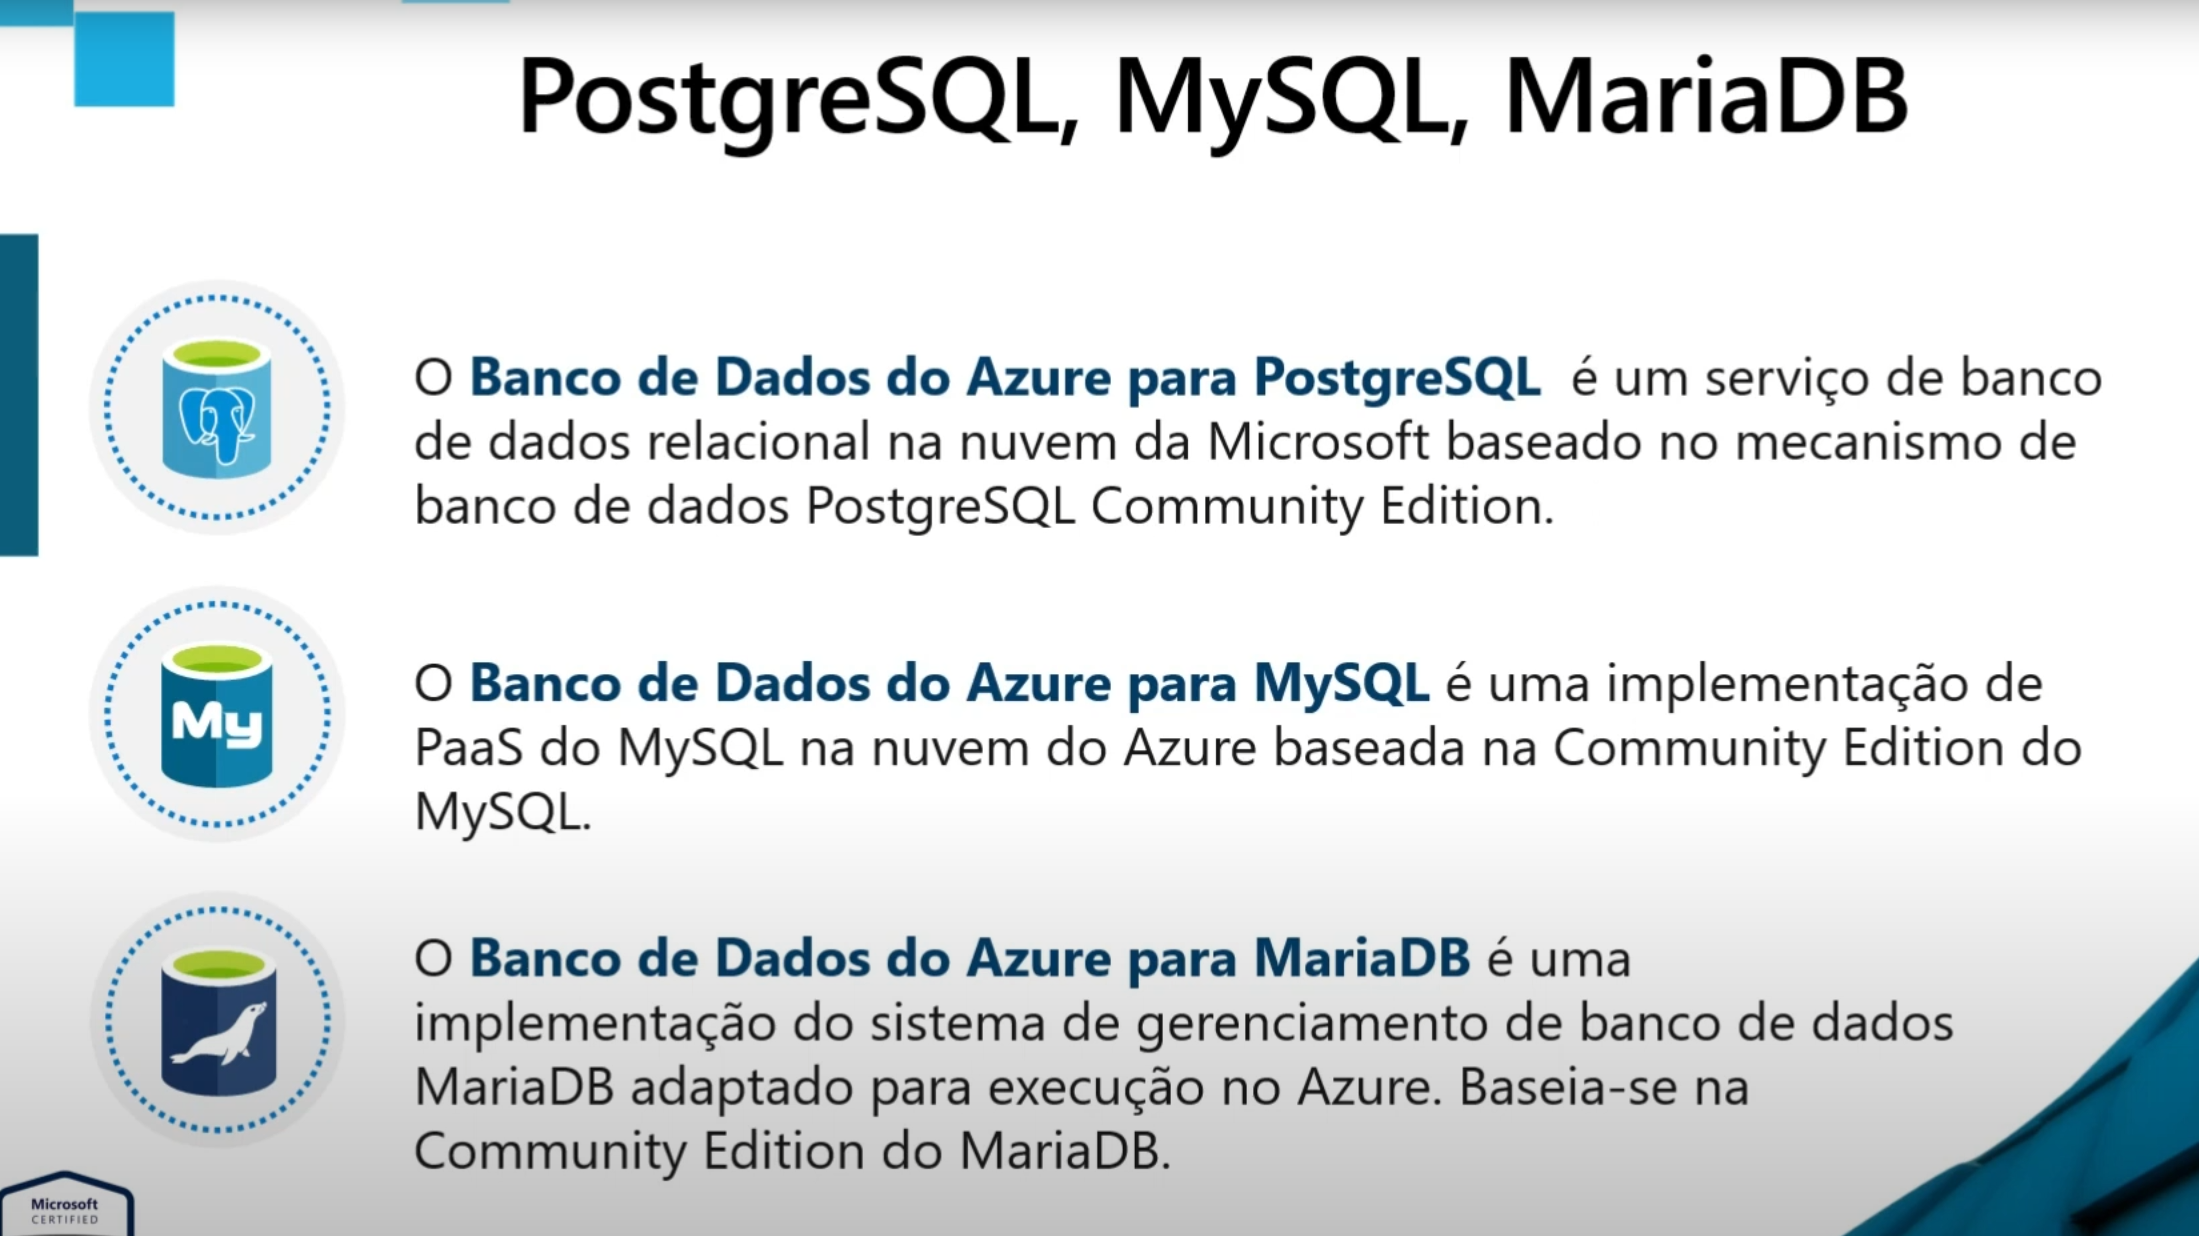 PostgreSQL, MySQL, MariaDB
O Banco de Dados do Azure para PostgreSQL é um serviço de banco
de dados relacional na nuvem da Microsoft baseado no mecanismo de
banco de dados PostgreSQL Community Edition.
My
O Banco de Dados do Azure para MySQL é uma implementação de
PaaS do MySQL na nuvem do Azure baseada na Community Edition do
MySQL.
O Banco de Dados do Azure para MariaDB é uma
implementação do sistema de gerenciamento de banco de dados
MariaDB adaptado para execução no Azure. Baseia-se na
Community Edition do MariaDB.
Microsoft
CERTIFIED